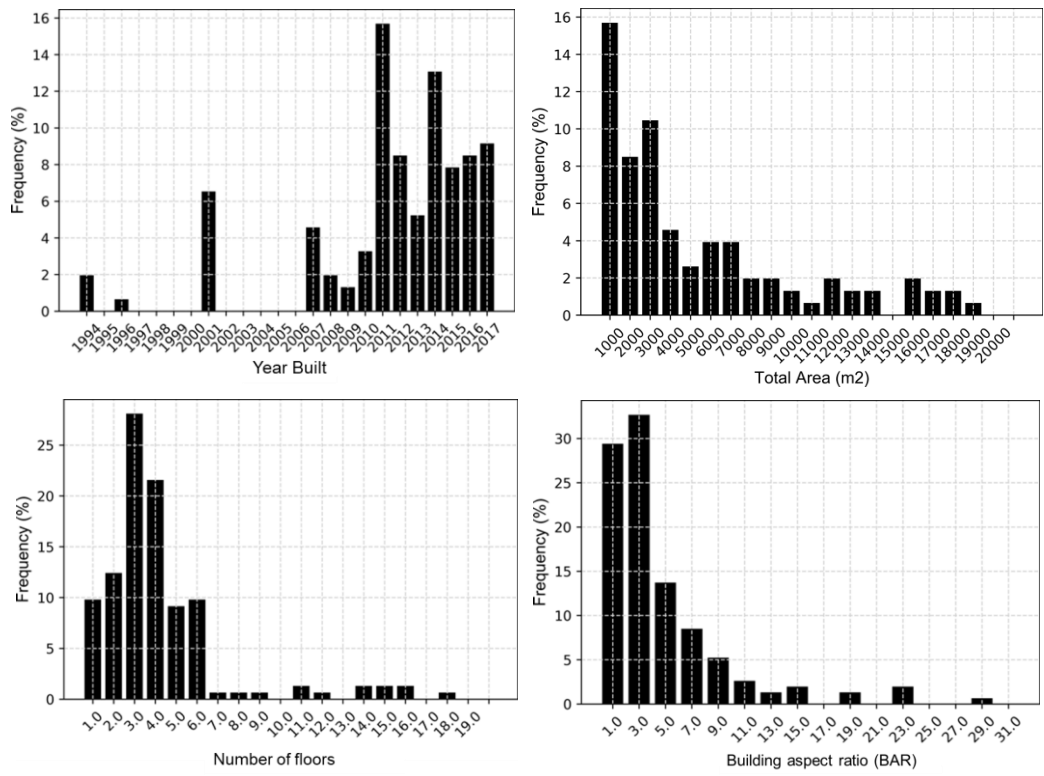 Frequency (%)
16
14
12
10
8
6
4
2
0
1994 1995 1996 1997 1998 1999 2000 2001 2002 2003 2004 2005 2006 2007 2008 2009 2010 2011 2012 2013 2014 2015 2016 2017
Year Built
Frequency (%)
16
14
12
10
8
6
4
2
0
1000 2000 3000 4000 5000 6000 7000 8000 9000 10000 11000 12000 13000 14000 15000 16000 17000 18000 19000 20000
Total Area (m2)
Frequency (%)
25
20
15
10
5
0
1.0 2.0 3.0 4.0 5.0 6.0 7.0 8.0 9.0 10.0 11.0 12.0 13.0 14.0 15.0 16.0 17.0 18.0 19.0
Number of floors
Frequency (%)
30
25
20
15
10
5
0
1.0 3.0 5.0 7.0 9.0 11.0 13.0 15.0 17.0 19.0 21.0 23.0 25.0 27.0 29.0 31.0
Building aspect ratio (BAR)